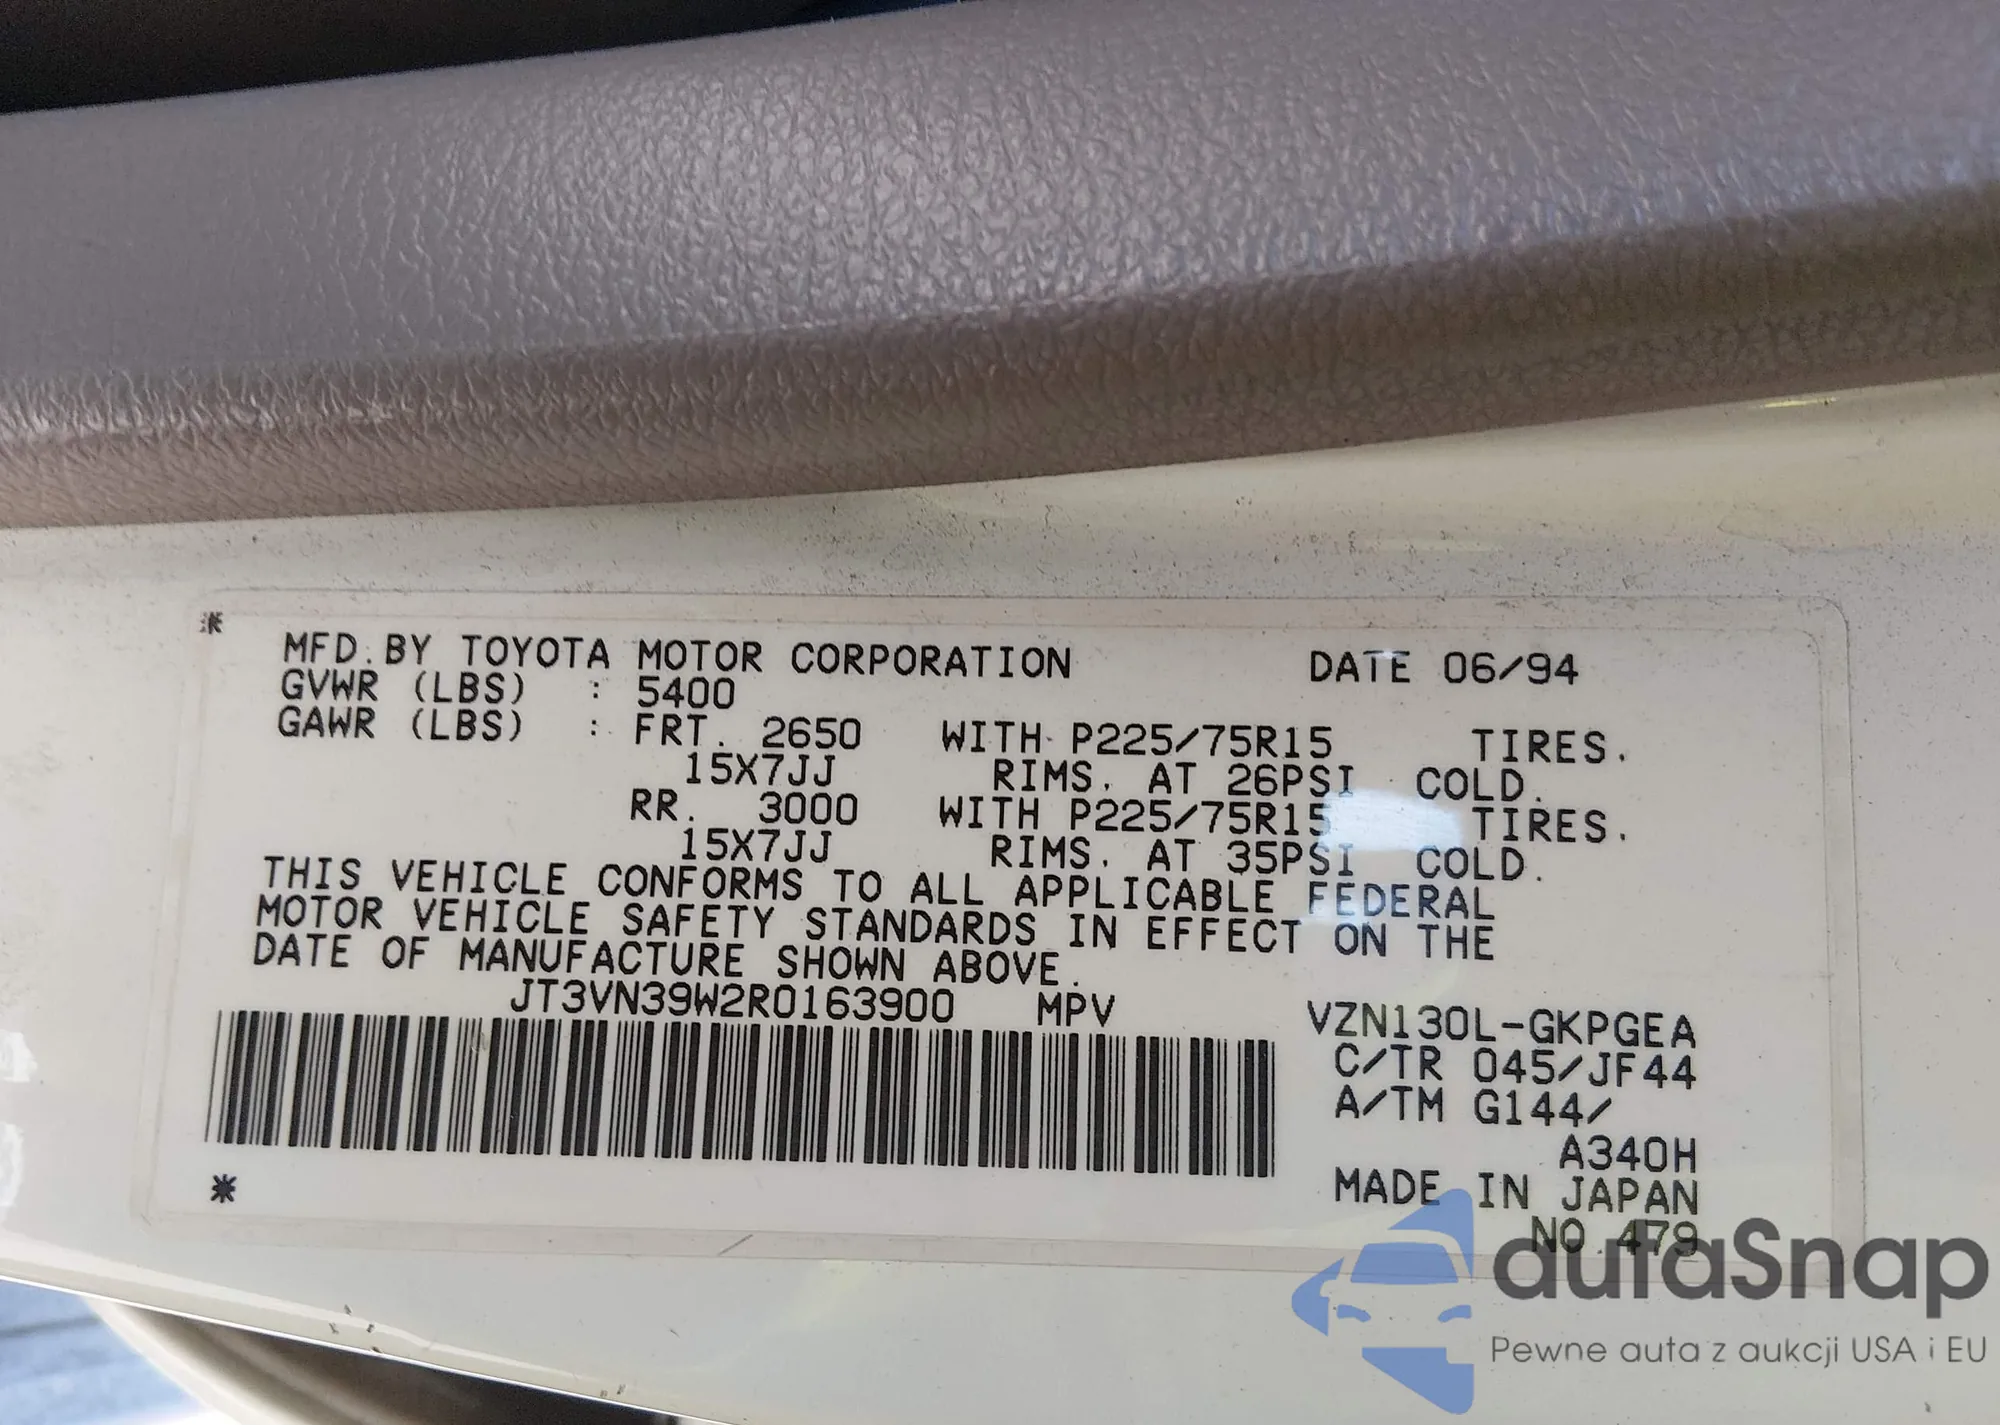 MFD. BY TOYOTA MOTOR CORPORATION DATE 06/94
GVWR (LBS) : 5400
GAWR (LBS) : FRT. 2650 WITH P225/75R15 TIRES.
15X7JJ RIMS. AT 26PSI COLD.
RR. 3000 WITH P225/75R15 TIRES.
15X7JJ RIMS. AT 35PSI COLD.
THIS VEHICLE CONFORMS TO ALL APPLICABLE FEDERAL
MOTOR VEHICLE SAFETY STANDARDS IN EFFECT ON THE
DATE OF MANUFACTURE SHOWN ABOVE.
JT3VN39W2R0163900 MPV
VZN130L-GKPGEA
C/TR 045/JF44
A/TM G144/
A340H
MADE IN JAPAN
NO. 479
autaSnap
Pewne auta z aukcji USA i EU